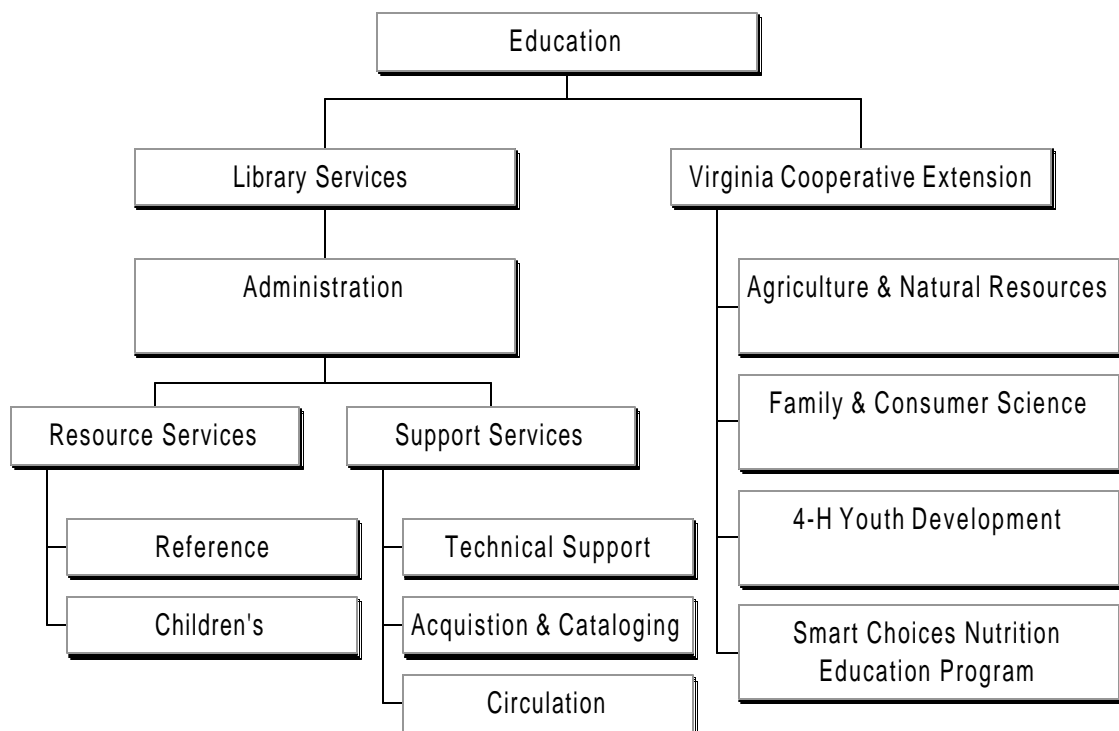 Education
Library Services
Virginia Cooperative Extension
Administration
Agriculture & Natural Resources
Family & Consumer Science
Resource Services
Support Services
4-H Youth Development
Reference
Technical Support
Children's
Acquistion & Cataloging
Smart Choices Nutrition
Education Program
Circulation